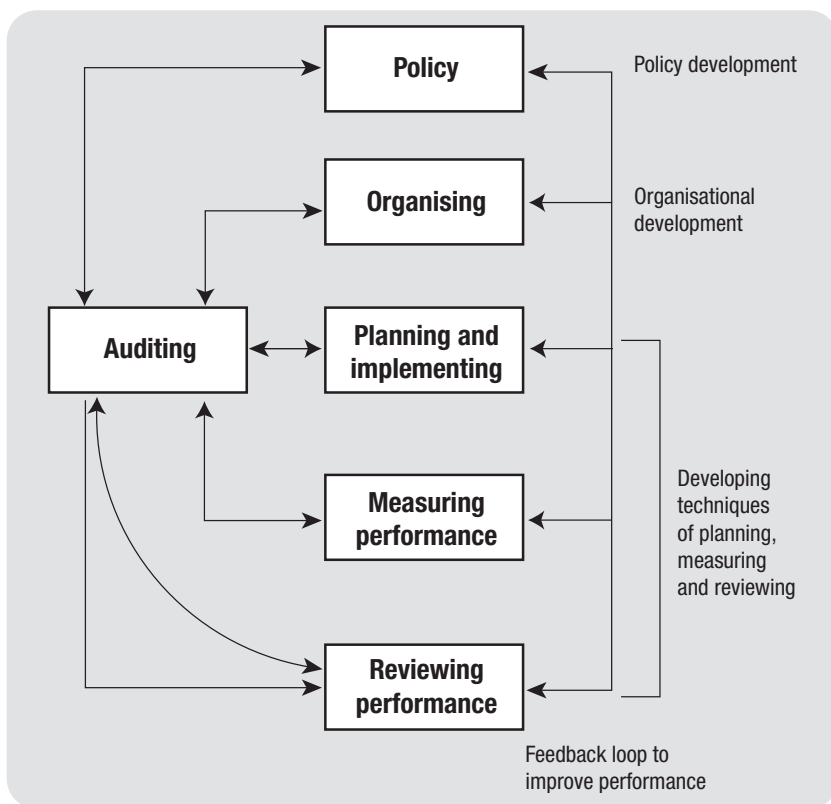 Policy
Policy development
Organising
Organisational
development
Auditing
Planning and
implementing
Measuring
performance
Developing
techniques
of planning,
measuring
and reviewing
Reviewing
performance
Feedback loop to
improve performance